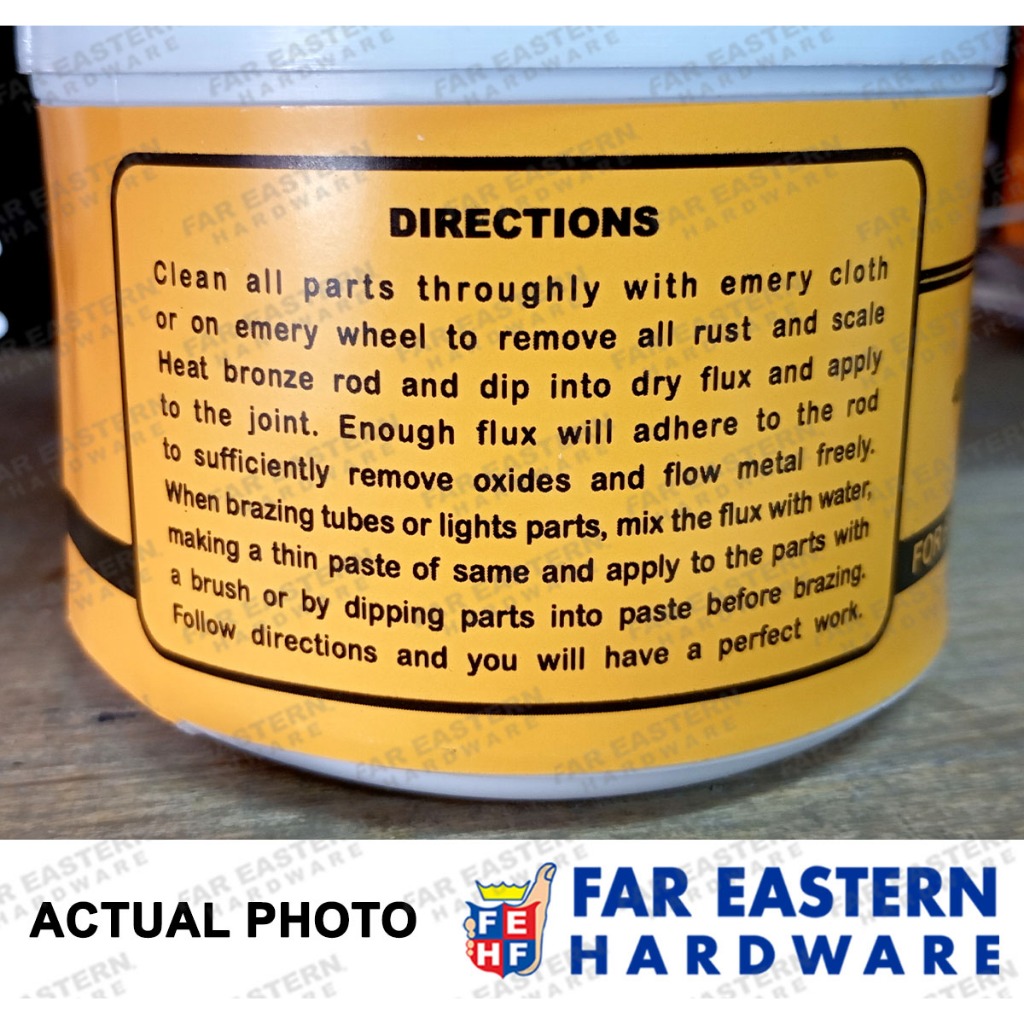 DIRECTIONS
Clean all parts throughly with emery cloth
or on emery wheel to remove all rust and scale
Heat bronze rod and dip into dry flux and apply
to the joint. Enough flux will adhere to the rod
to sufficiently remove oxides and flow metal freely.
When brazing tubes or lights parts, mix the flux with water,
making a thin paste of same and apply to the parts with
a brush or by dipping parts into paste before brazing.
Follow directions and you will have a perfect work.
FOR
ACTUAL PHOTO
FE
HF
FAR EASTERN
HARDWARE